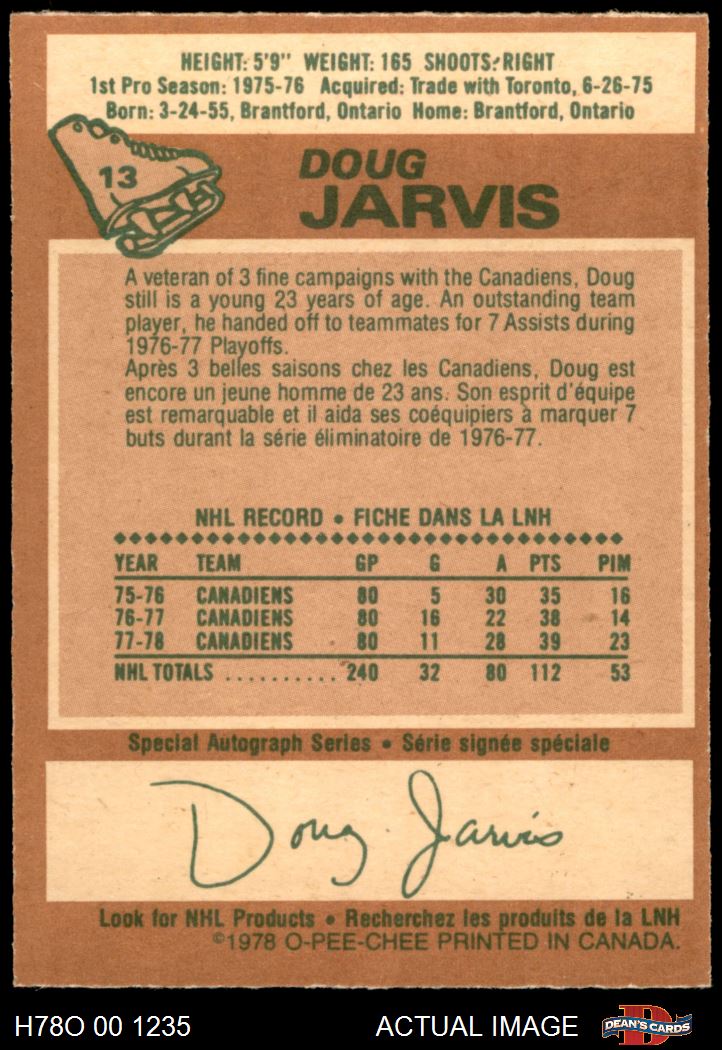 HEIGHT: 5'9" WEIGHT: 165 SHOOTS: RIGHT
1st Pro Season: 1975-76 Acquired: Trade with Toronto, 6-26-75
Born: 3-24-55, Brantford, Ontario Home: Brantford, Ontario
13
DOUG
JARVIS
A veteran of 3 fine campaigns with the Canadiens, Doug
still is a young 23 years of age. An outstanding team
player, he handed off to teammates for 7 Assists during
1976-77 Playoffs.
Après 3 belles saisons chez les Canadiens, Doug est
encore un jeune homme de 23 ans. Son esprit d'équipe
est remarquable et il aida ses coéquipiers à marquer 7
buts durant la série éliminatoire de 1976-77.
NHL RECORD • FICHE DANS LA LNH
YEAR TEAM GP G A PTS PIM
75-76 CANADIENS 80 5 30 35 16
76-77 CANADIENS 80 16 22 38 14
77-78 CANADIENS 80 11 28 39 23
NHL TOTALS .......... 240 32 80 112 53
Special Autograph Series • Série signée spéciale
Doug Jarvis
Look for NHL Products • Recherchez les produits de la LNH
©1978 O-PEE-CHEE PRINTED IN CANADA.
H78O 00 1235 ACTUAL IMAGE D DEAN'S CARDS